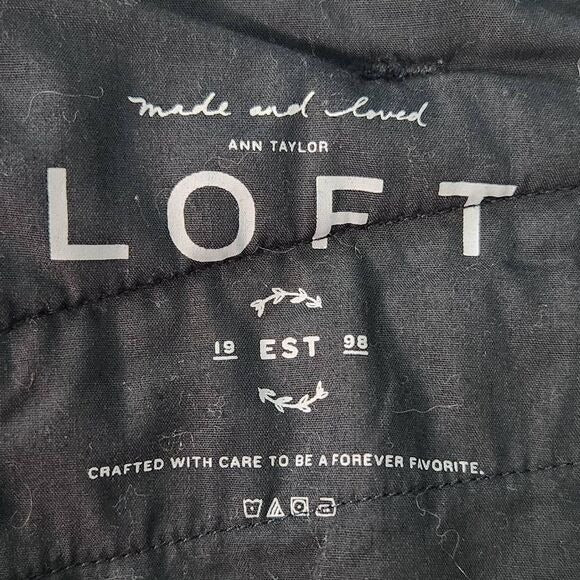 made and loved
ANN TAYLOR
LOFT
19 EST 98
CRAFTED WITH CARE TO BE A FOREVER FAVORITE.